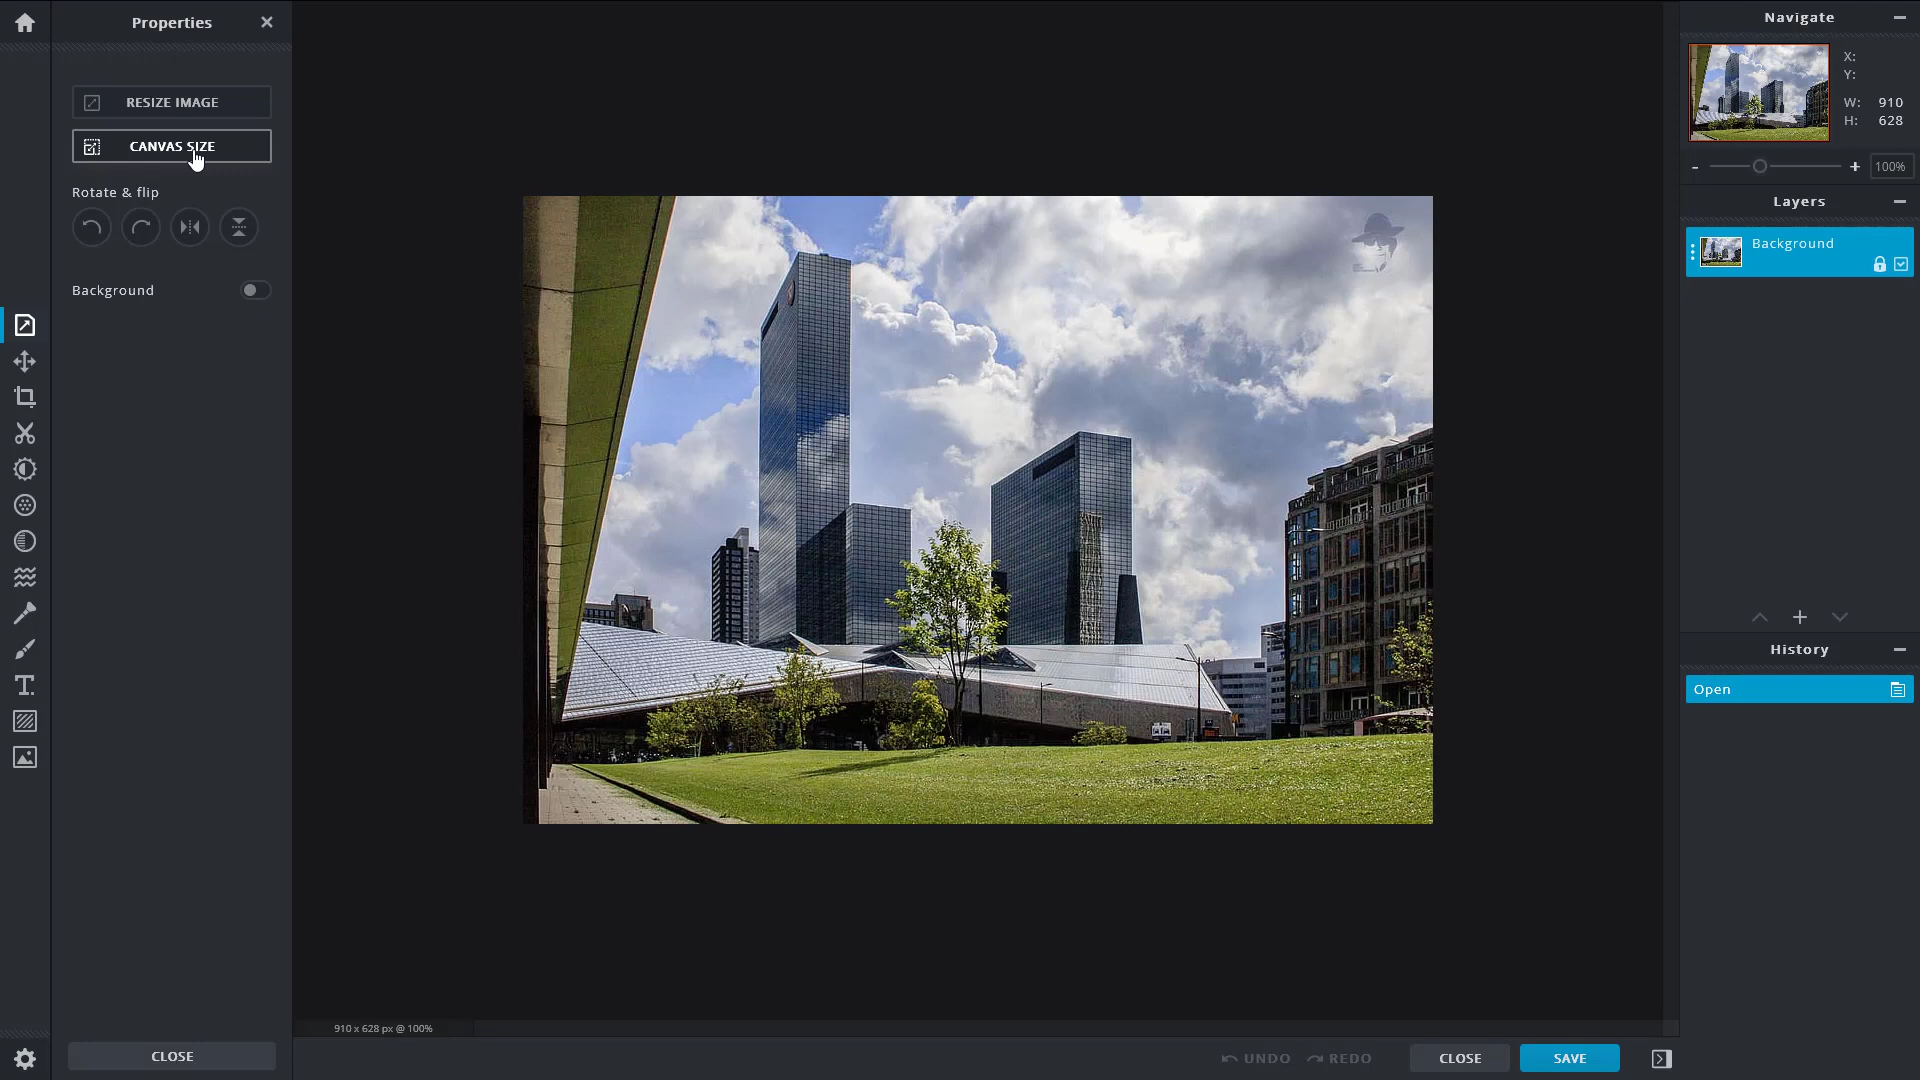 Properties
RESIZE IMAGE
CANVAS SIZE
Rotate & flip
Background
CLOSE
910 x 628 px @ 100%
UNDO
REDO
CLOSE
SAVE
Navigate
X:
Y:
W: 910
H: 628
- + 100%
Layers
Background
History
Open